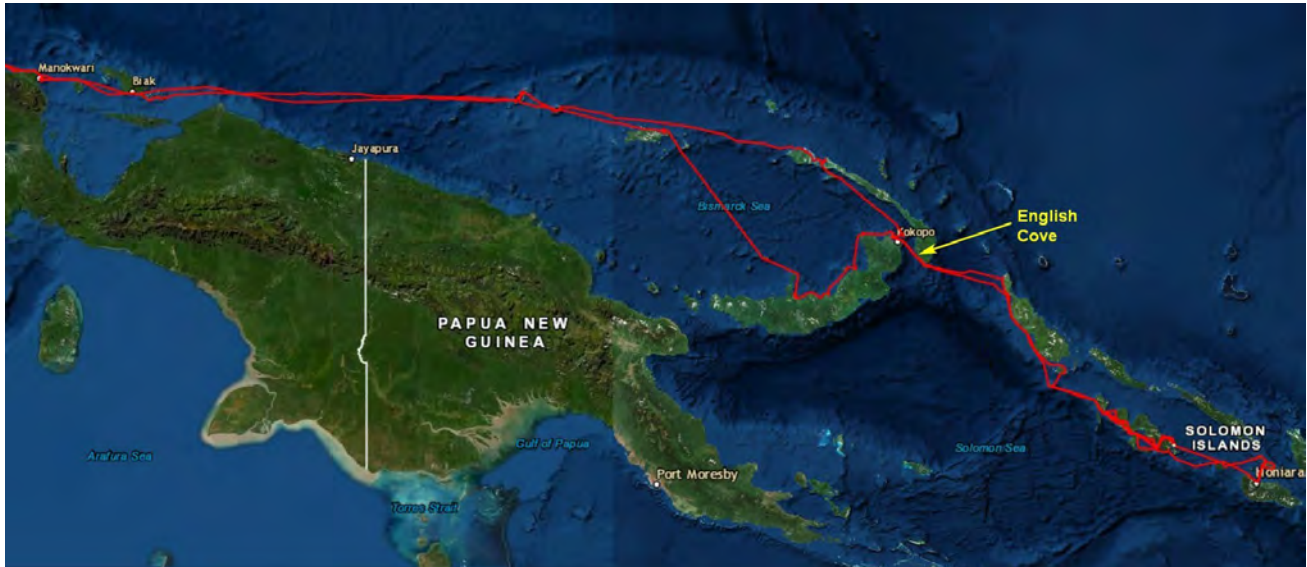 Manokwari
Biak
Jayapura
Bismarck Sea
English
Cove
Kokopo
PAPUA NEW
GUINEA
SOLOMON
ISLANDS
Honiara
Arafura Sea
Gulf of Papua
Solomon Sea
Port Moresby
Torres Strait